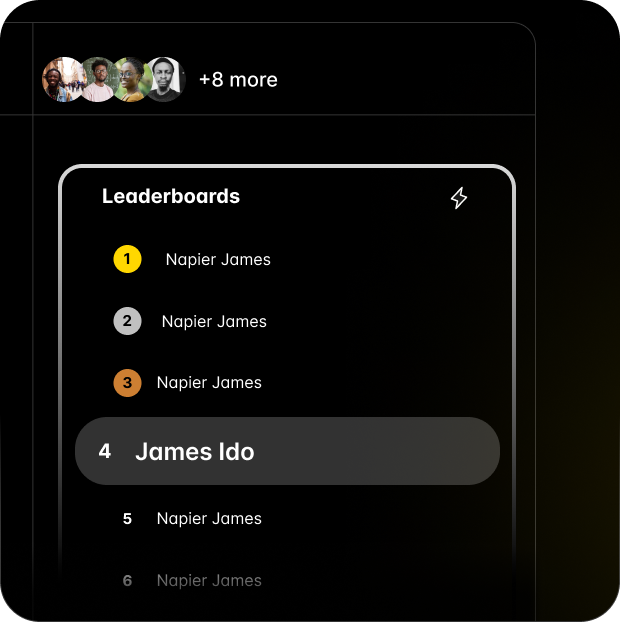 +8 more
Leaderboards
1 Napier James
2 Napier James
3 Napier James
4 James Ido
5 Napier James
6 Napier James